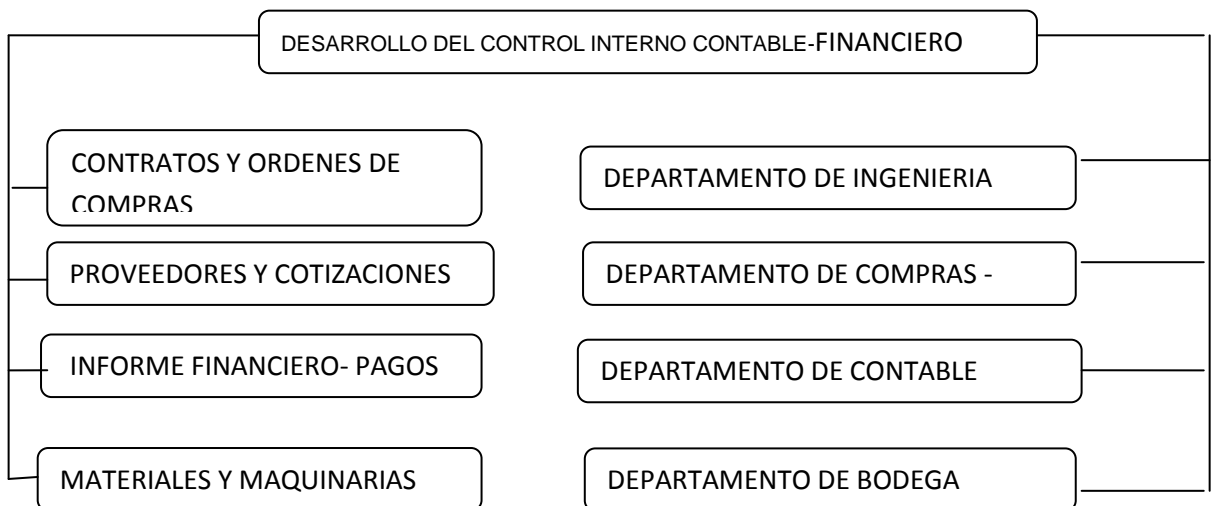 DESARROLLO DEL CONTROL INTERNO CONTABLE-FINANCIERO
CONTRATOS Y ORDENES DE
COMPRAS
DEPARTAMENTO DE INGENIERIA
PROVEEDORES Y COTIZACIONES
DEPARTAMENTO DE COMPRAS -
INFORME FINANCIERO- PAGOS
DEPARTAMENTO DE CONTABLE
MATERIALES Y MAQUINARIAS
DEPARTAMENTO DE BODEGA